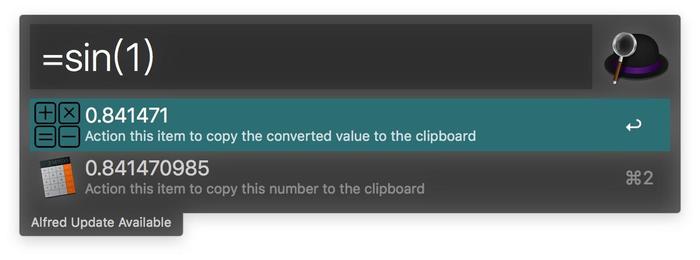 =sin(1)
0.841471
Action this item to copy the converted value to the clipboard
0.841470985
Action this item to copy this number to the clipboard
⌘2
Alfred Update Available